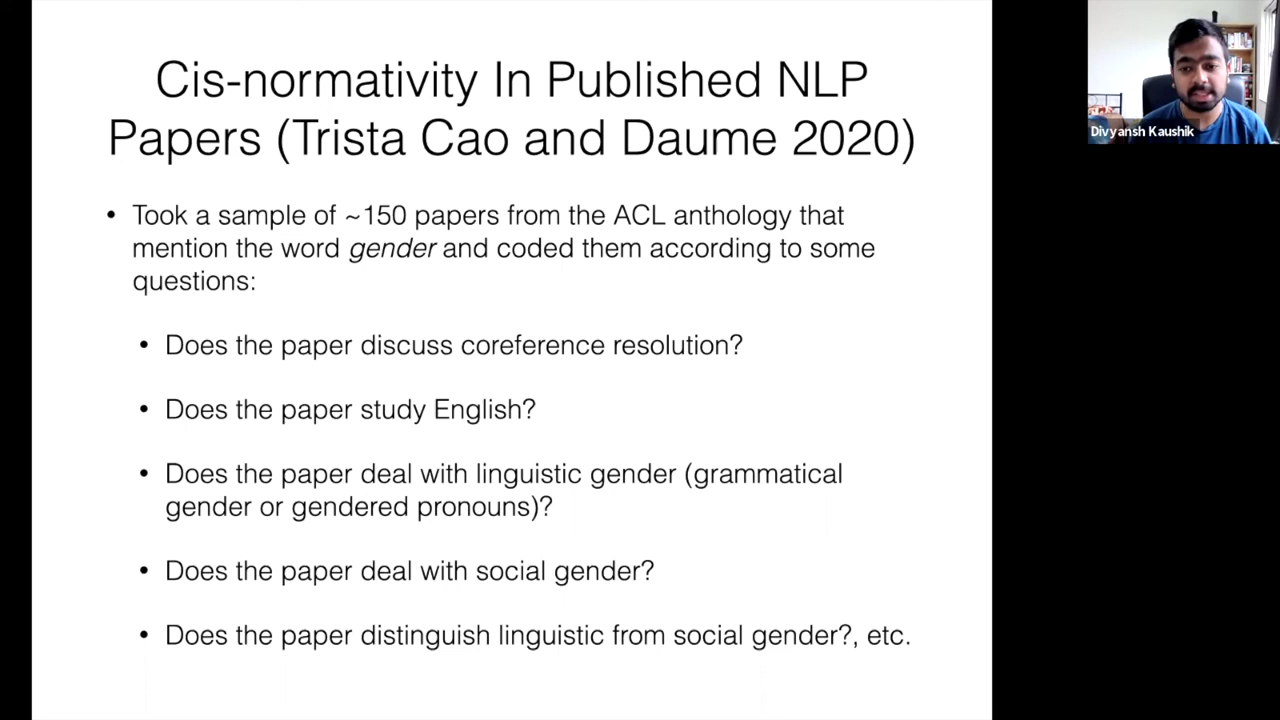 Cis-normativity In Published NLP
Papers (Trista Cao and Daume 2020)
• Took a sample of ~150 papers from the ACL anthology that
mention the word gender and coded them according to some
questions:
• Does the paper discuss coreference resolution?
• Does the paper study English?
• Does the paper deal with linguistic gender (grammatical
gender or gendered pronouns)?
• Does the paper deal with social gender?
• Does the paper distinguish linguistic from social gender?, etc.
Divyansh Kaushik